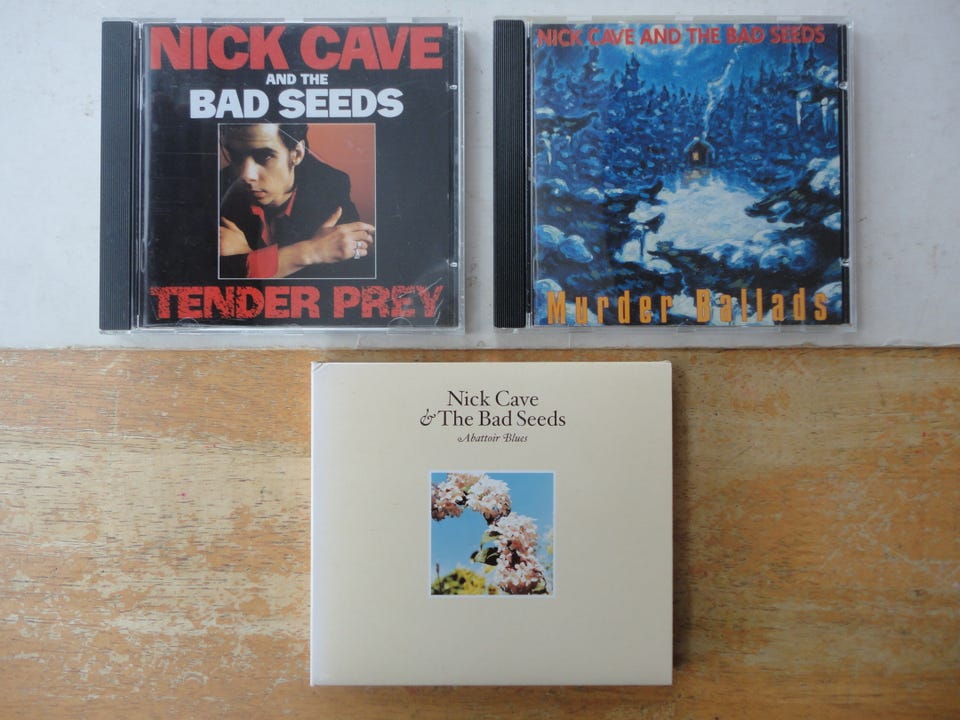 NICK CAVE
AND THE
BAD SEEDS
TENDER PREY
NICK CAVE AND THE BAD SEEDS
Murder Ballads
Nick Cave
& The Bad Seeds
Abattoir Blues